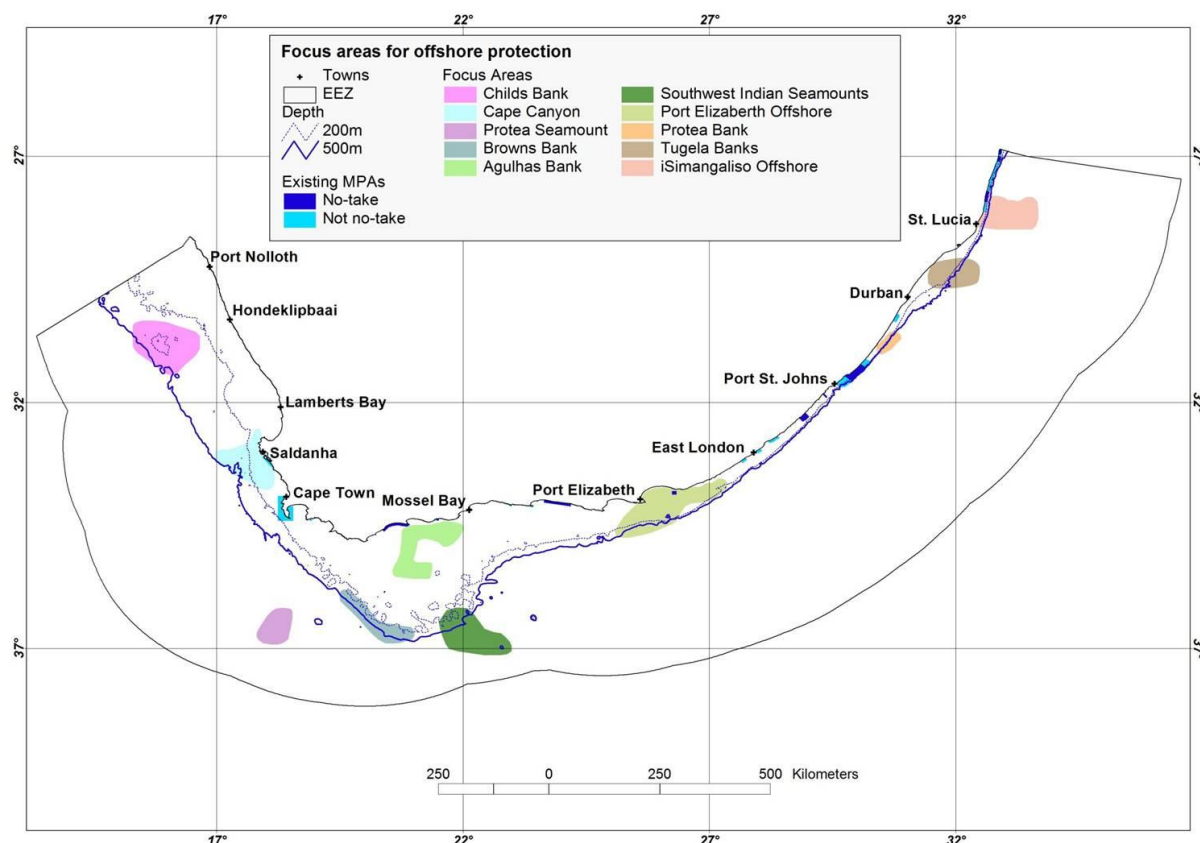 17° 22° 27° 32°
Focus areas for offshore protection
Towns
EEZ
Depth
200m
500m
Existing MPAs
No-take
Not no-take
Focus Areas
Childs Bank
Cape Canyon
Protea Seamount
Browns Bank
Agulhas Bank
Southwest Indian Seamounts
Port Elizaberth Offshore
Protea Bank
Tugela Banks
iSimangaliso Offshore
27° 27°
St. Lucia
Port Nolloth
Durban
Hondeklipbaai
Port St. Johns
32° 32°
Lamberts Bay
East London
Saldanha
Cape Town
Mossel Bay
Port Elizabeth
37° 37°
250 0 250 500 Kilometers
17° 22° 27° 32°